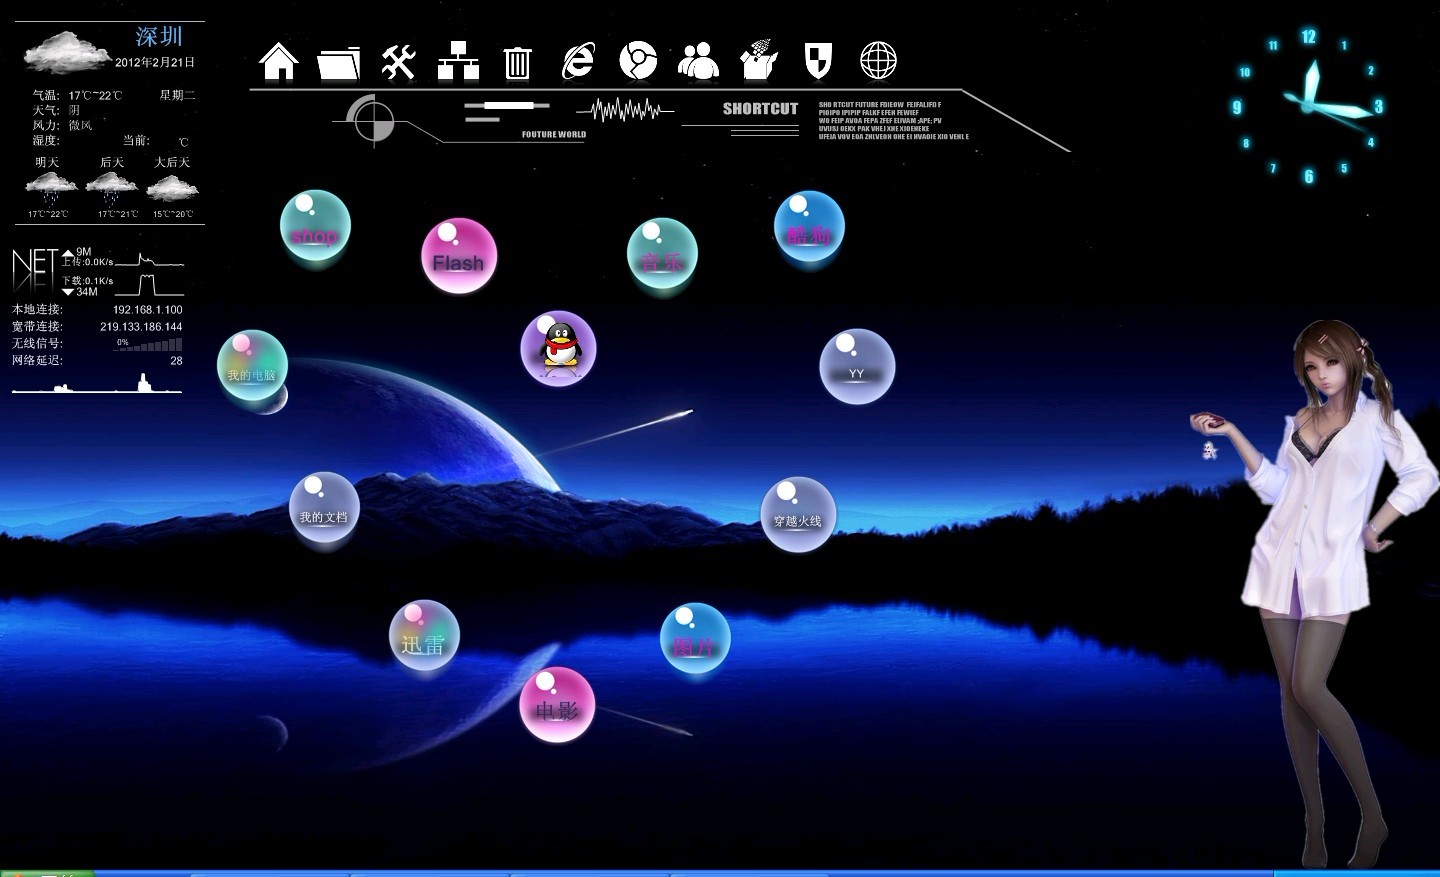 深圳
2012年2月21日
气温: 17℃~22℃ 星期二
天气: 阴
风力: 微风
湿度: 当前: ℃
明天 后天 大后天
17℃~22℃ 17℃~21℃ 15℃~20℃
NET
9M
上传:0.0K/s
下载:0.1K/s
34M
本地连接: 192.168.1.100
宽带连接: 219.133.186.144
无线信号: 0%
网络延迟: 28
FOUTURE WORLD
SHORTCUT
12
1
2
3
4
5
6
7
8
9
10
11
shop
Flash
音乐
酷狗
我的电脑
YY
我的文档
穿越火线
迅雷
图片
电影